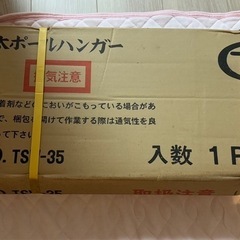 木ポールハンガー
換気注意
着剤などのにおいがこもっている場合があ
で、梱包を開けて作業する際は通気性を良
って下さい。
O. TS -35
入数 1 P
取扱注意